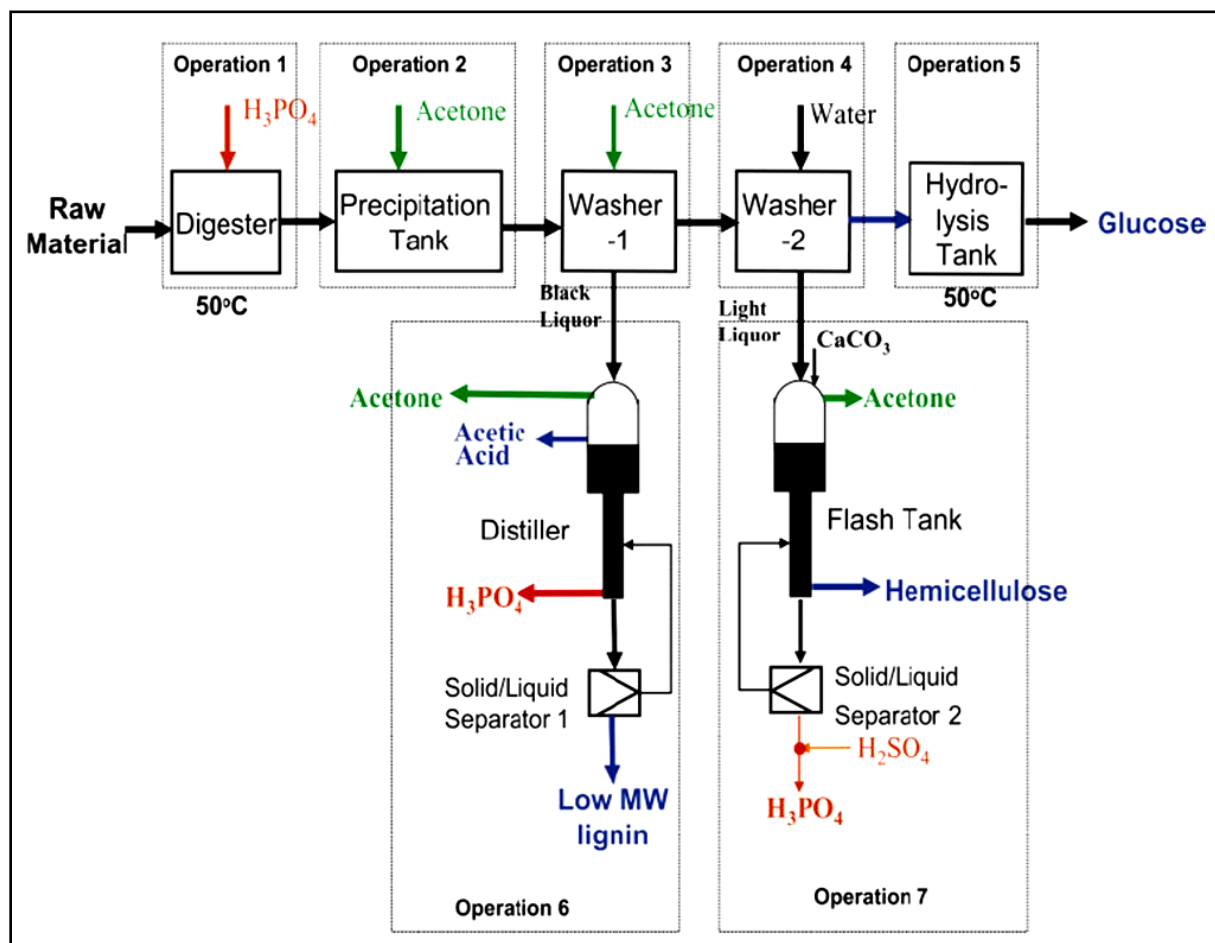 Operation 1
Operation 2
Operation 3
Operation 4
Operation 5
H₃PO₄
Acetone
Acetone
Water
Raw
Material
Digester
Precipitation
Tank
Washer
-1
Washer
-2
Hydro-
lysis
Tank
Glucose
50°C
50°C
Black
Liquor
Light
Liquor
CaCO₃
Acetone
Acetic
Acid
Acetone
Distiller
Flash Tank
H₃PO₄
Hemicellulose
Solid/Liquid
Separator 1
Solid/Liquid
Separator 2
H₂SO₄
Low MW
lignin
H₃PO₄
Operation 6
Operation 7